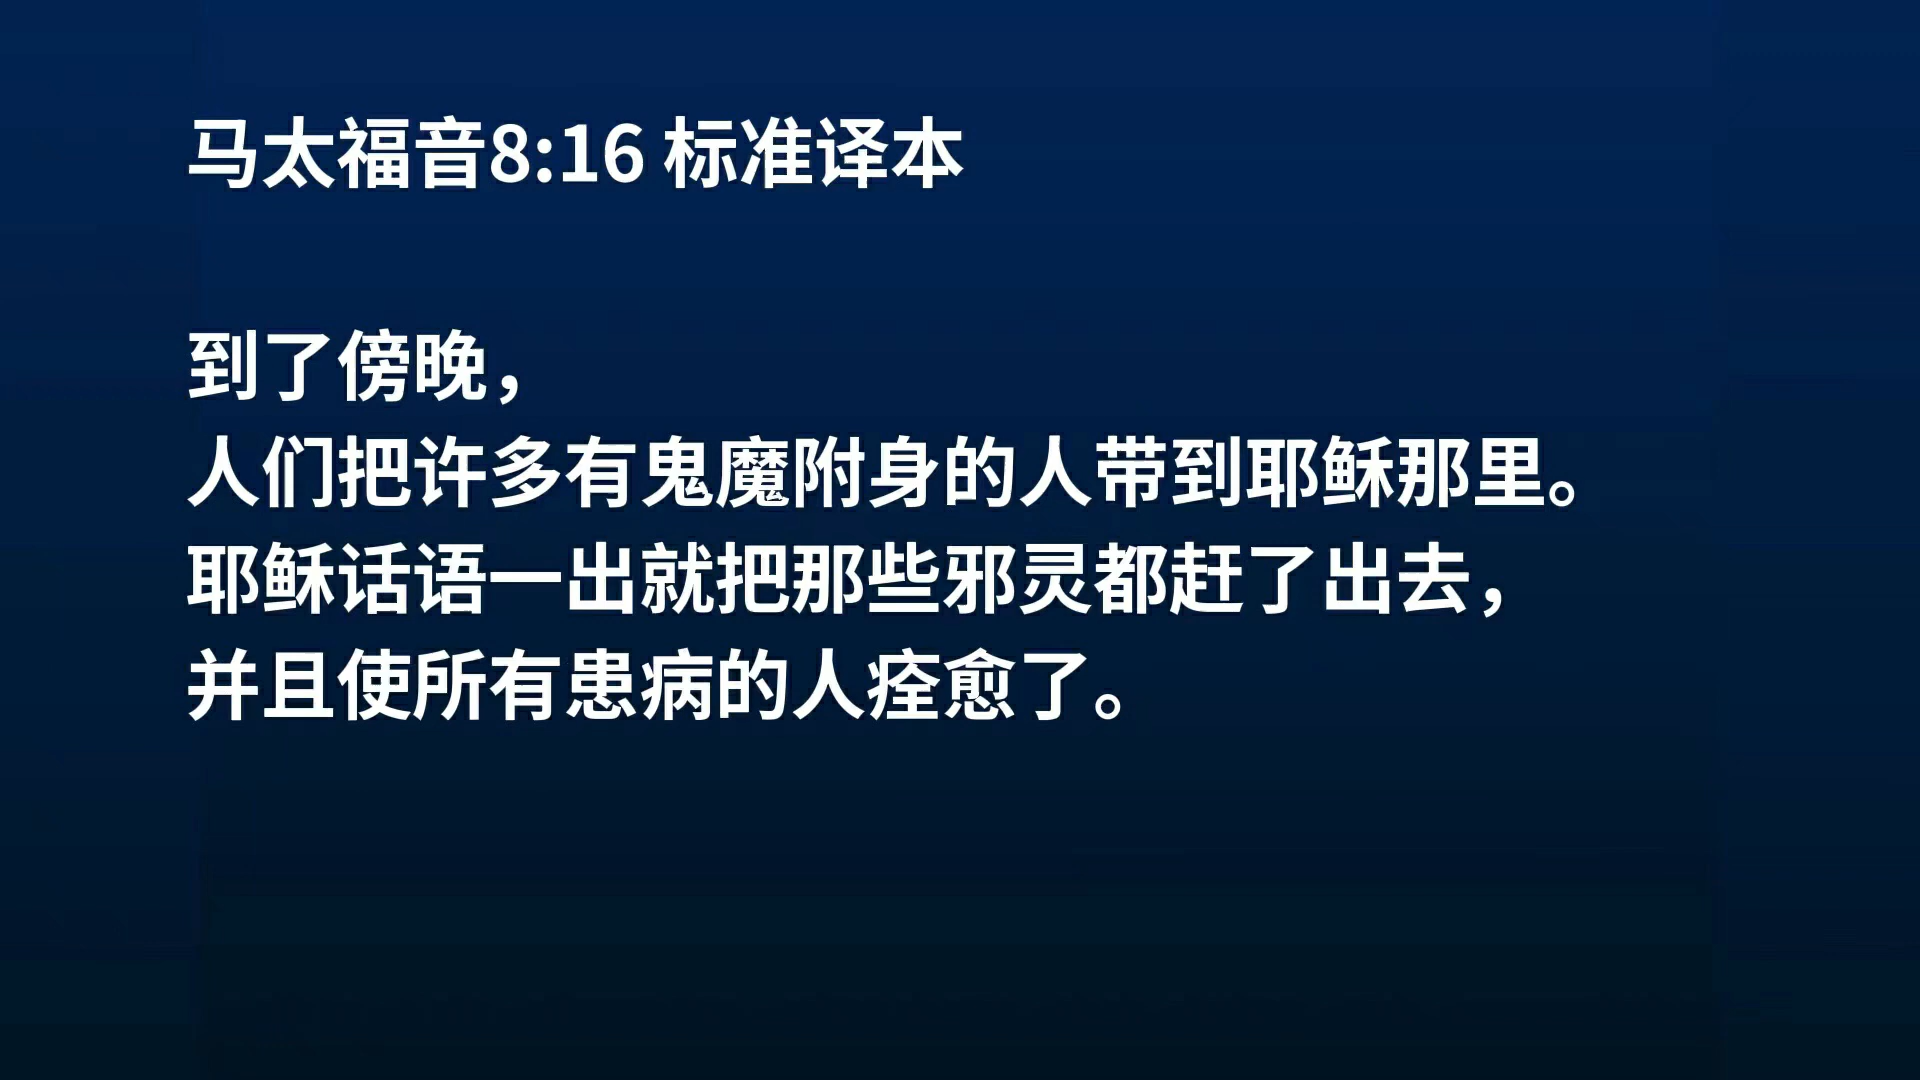 马太福音8:16 标准译本
到了傍晚，
人们把许多有鬼魔附身的人带到耶稣那里。
耶稣话语一出就把那些邪灵都赶了出去，
并且使所有患病的人痊愈了。